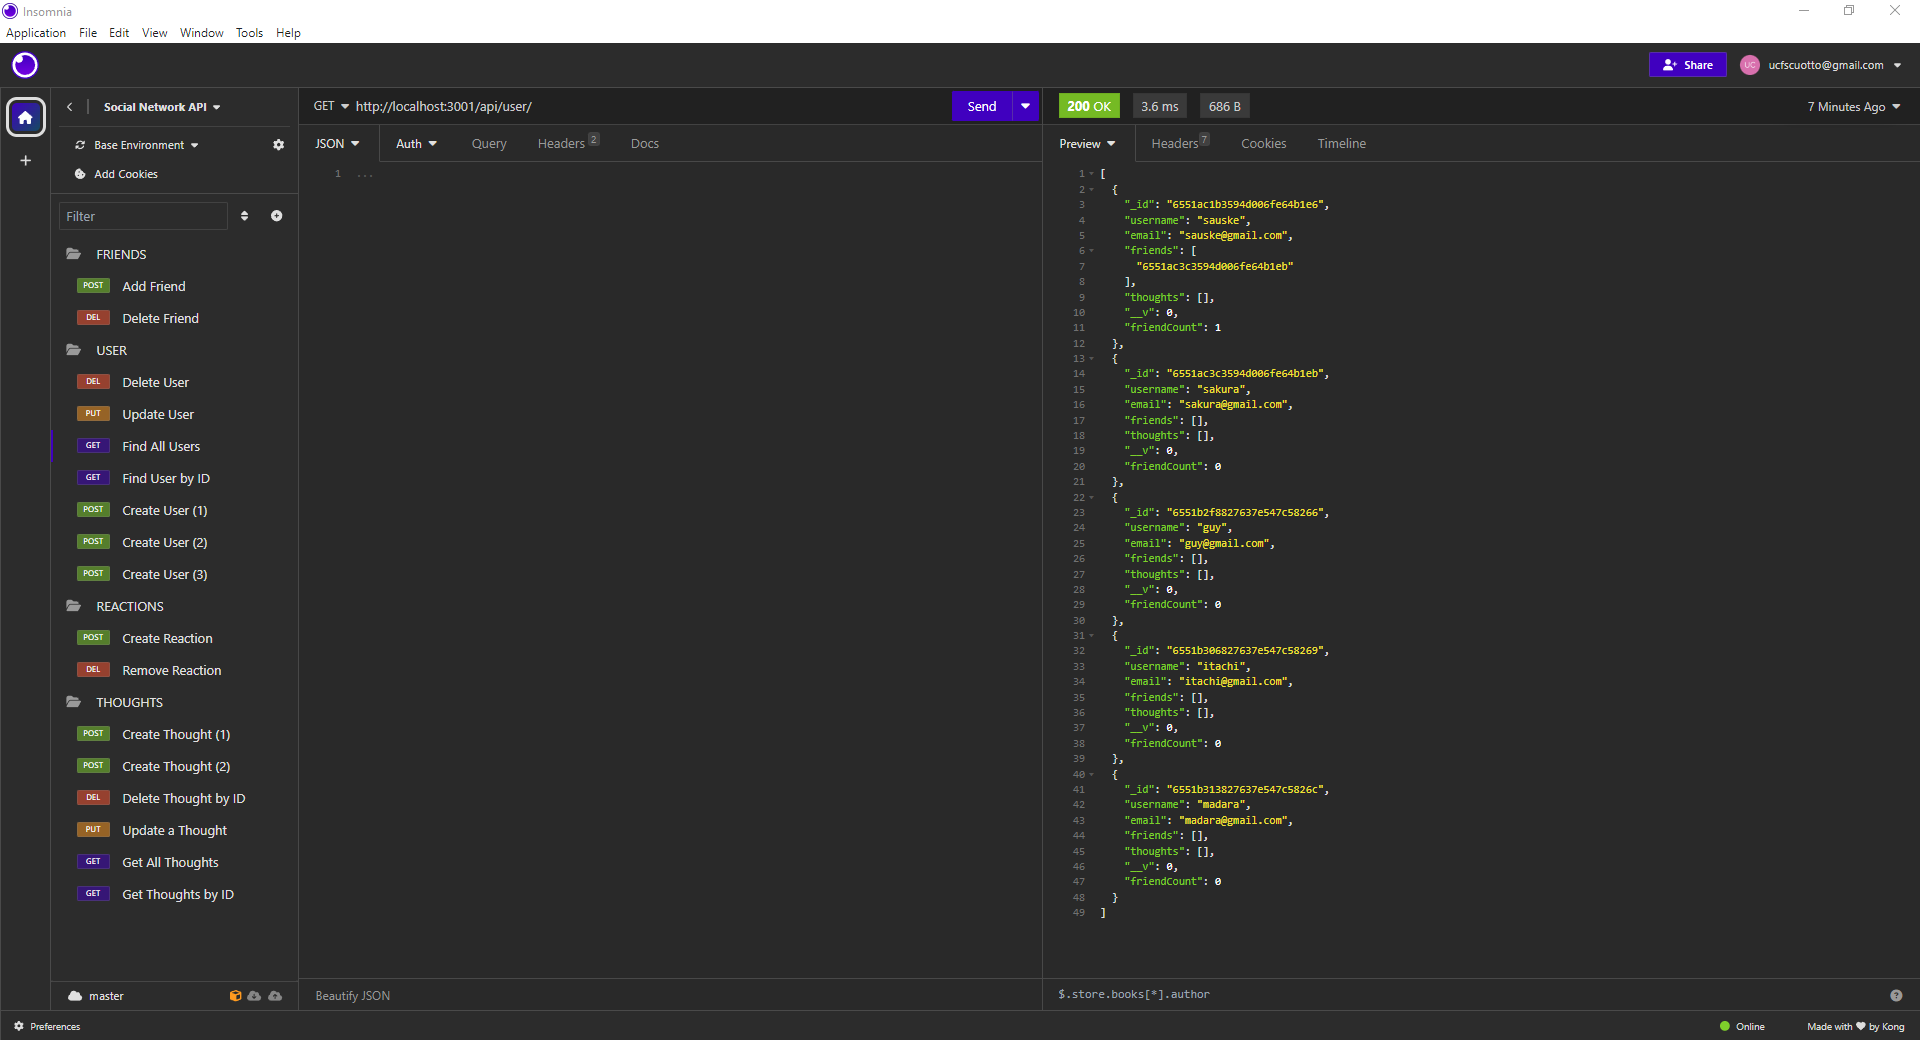 Insomnia
Application File Edit View Window Tools Help
Share UC ucfscuotto@gmail.com
Social Network API
Base Environment
Add Cookies
Filter
FRIENDS
POST Add Friend
DEL Delete Friend
USER
DEL Delete User
PUT Update User
GET Find All Users
GET Find User by ID
POST Create User (1)
POST Create User (2)
POST Create User (3)
REACTIONS
POST Create Reaction
DEL Remove Reaction
THOUGHTS
POST Create Thought (1)
POST Create Thought (2)
DEL Delete Thought by ID
PUT Update a Thought
GET Get All Thoughts
GET Get Thoughts by ID
master
GET http://localhost:3001/api/user/ Send
JSON Auth Query Headers 2 Docs
1 ...
Beautify JSON
200 OK 3.6 ms 686 B 7 Minutes Ago
Preview Headers 7 Cookies Timeline
1 [
2 {
3 "_id": "6551ac1b3594d006fe64b1e6",
4 "username": "sauske",
5 "email": "sauske@gmail.com",
6 "friends": [
7 "6551ac3c3594d006fe64b1eb"
8 ],
9 "thoughts": [],
10 "__v": 0,
11 "friendCount": 1
12 },
13 {
14 "_id": "6551ac3c3594d006fe64b1eb",
15 "username": "sakura",
16 "email": "sakura@gmail.com",
17 "friends": [],
18 "thoughts": [],
19 "__v": 0,
20 "friendCount": 0
21 },
22 {
23 "_id": "6551b2f8827637e547c58266",
24 "username": "guy",
25 "email": "guy@gmail.com",
26 "friends": [],
27 "thoughts": [],
28 "__v": 0,
29 "friendCount": 0
30 },
31 {
32 "_id": "6551b306827637e547c58269",
33 "username": "itachi",
34 "email": "itachi@gmail.com",
35 "friends": [],
36 "thoughts": [],
37 "__v": 0,
38 "friendCount": 0
39 },
40 {
41 "_id": "6551b313827637e547c5826c",
42 "username": "madara",
43 "email": "madara@gmail.com",
44 "friends": [],
45 "thoughts": [],
46 "__v": 0,
47 "friendCount": 0
48 }
49 ]
$.store.books[*].author
Preferences
Online Made with ❤ by Kong